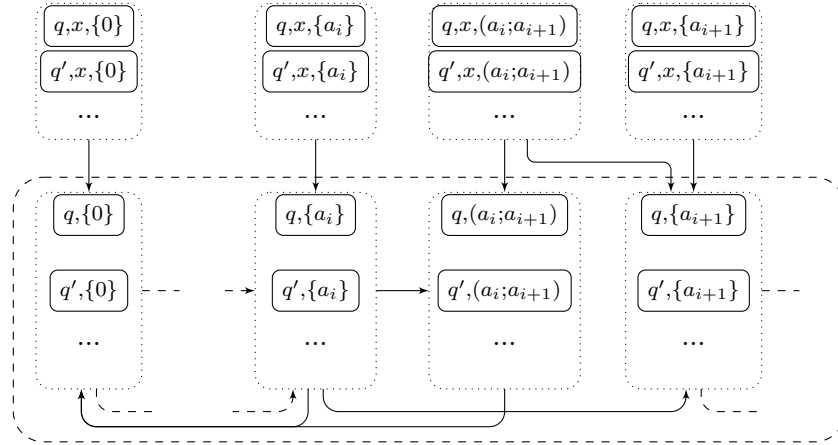 q,x,{0} q,x,{a_i} q,x,(a_i;a_{i+1}) q,x,{a_{i+1}}
q′,x,{0} q′,x,{a_i} q′,x,(a_i;a_{i+1}) q′,x,{a_{i+1}}
... ... ... ...
q,{0} q,{a_i} q,(a_i;a_{i+1}) q,{a_{i+1}}
q′,{0} q′,{a_i} q′,(a_i;a_{i+1}) q′,{a_{i+1}}
... ... ... ...